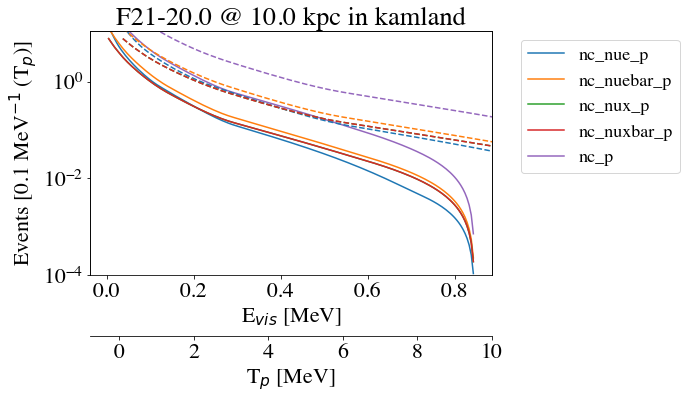 F21-20.0 @ 10.0 kpc in kamland
Events [0.1 MeV⁻¹ (Tₚ)]
10⁰
10⁻²
10⁻⁴
0.0 0.2 0.4 0.6 0.8
E_vis [MeV]
0 2 4 6 8 10
Tₚ [MeV]
nc_nue_p
nc_nuebar_p
nc_nux_p
nc_nuxbar_p
nc_p